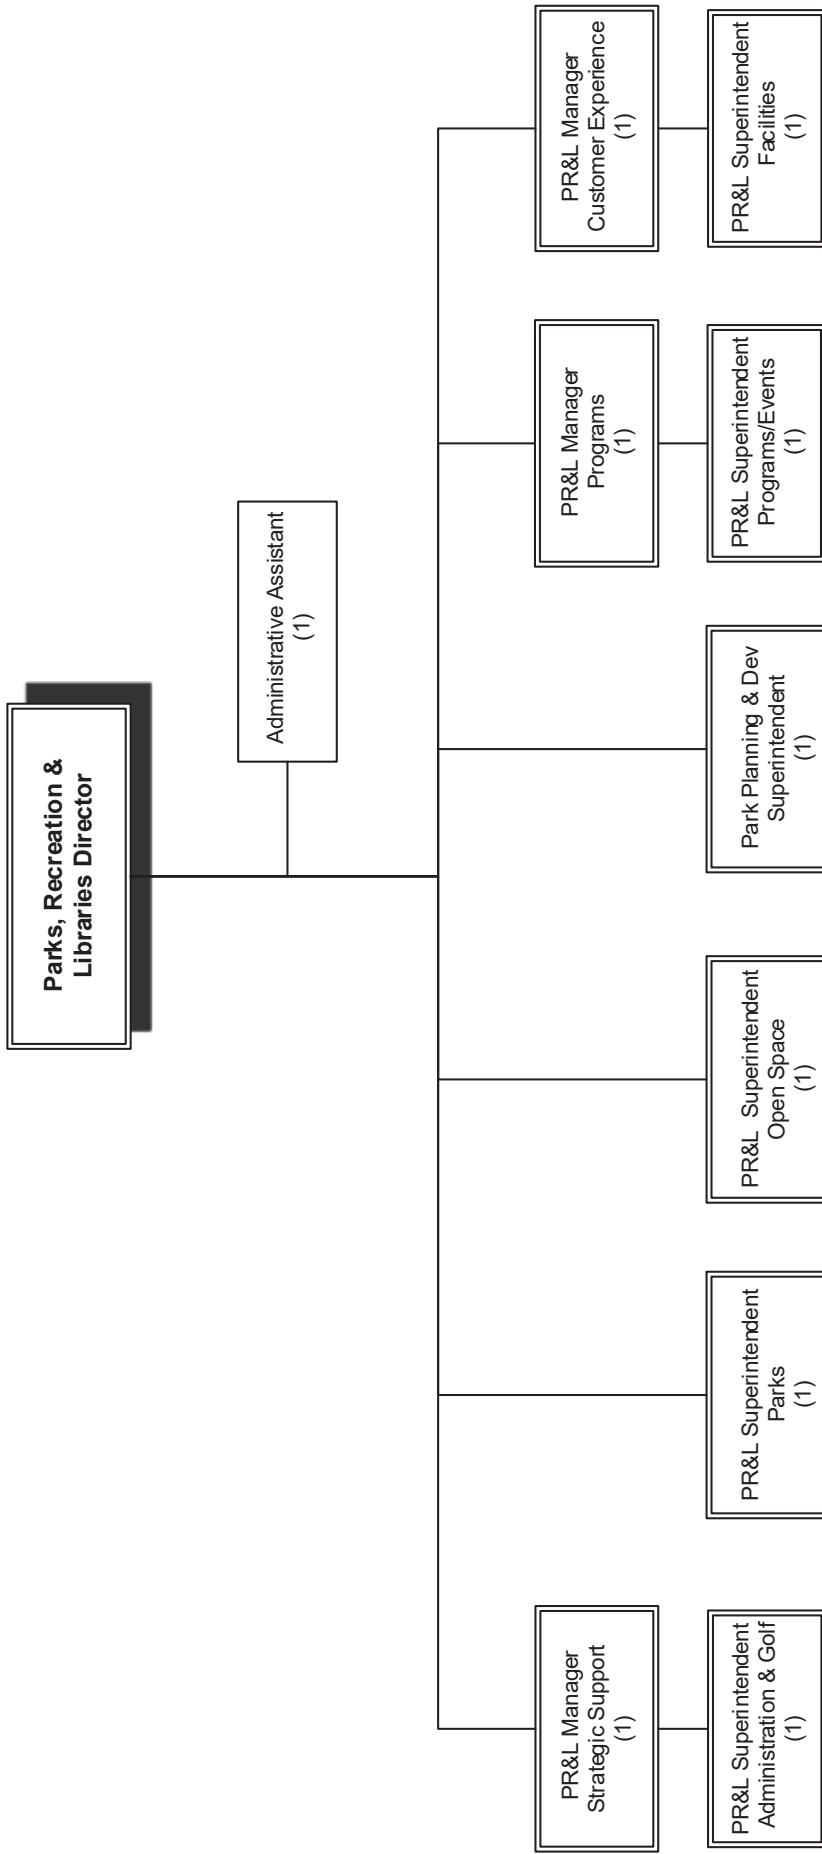 Parks, Recreation &
Libraries Director
Administrative Assistant
(1)
PR&L Manager
Strategic Support
(1)
PR&L Manager
Programs
(1)
PR&L Manager
Customer Experience
(1)
PR&L Superintendent
Administration & Golf
(1)
PR&L Superintendent
Parks
(1)
PR&L Superintendent
Open Space
(1)
Park Planning & Dev
Superintendent
(1)
PR&L Superintendent
Programs/Events
(1)
PR&L Superintendent
Facilities
(1)